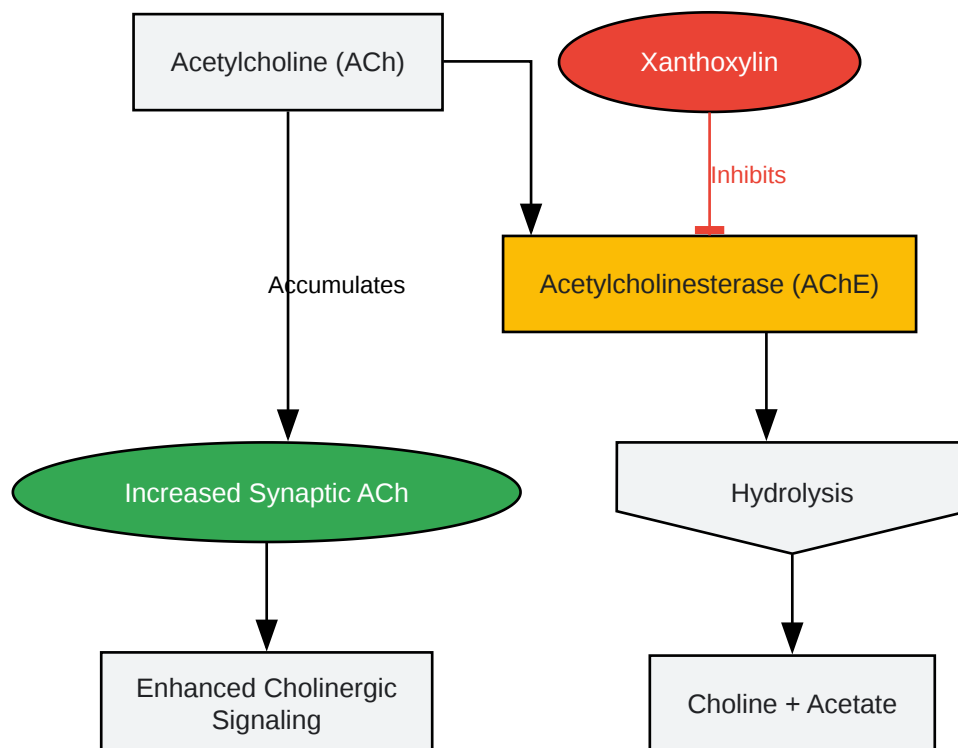 Acetylcholine (ACh)
Xanthoxylin
Inhibits
Accumulates
Acetylcholinesterase (AChE)
Increased Synaptic ACh
Hydrolysis
Enhanced Cholinergic
Signaling
Choline + Acetate